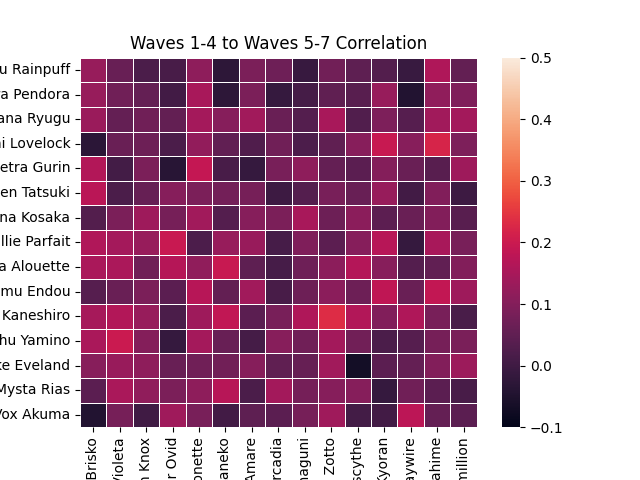 Waves 1-4 to Waves 5-7 Correlation
u Rainpuff
a Pendora
ana Ryugu
i Lovelock
etra Gurin
en Tatsuki
na Kosaka
llie Parfait
a Alouette
mu Endou
Kaneshiro
hu Yamino
ke Eveland
Mysta Rias
Vox Akuma
Brisko
Violeta
n Knox
r Ovid
onette
aneko
Amare
rcadia
naguni
Zotto
scythe
Kyoran
aywire
ahime
million
0.5
0.4
0.3
0.2
0.1
0.0
−0.1